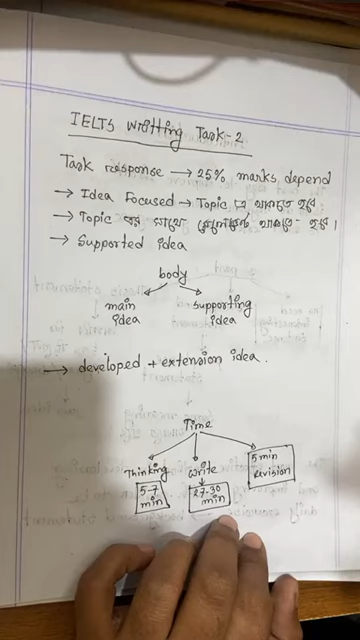 IELTS Writting Task-2
Task response → 25% marks depend
→ Idea Focused → Topic এ থাকতে হবে
→ Topic এর সাথে রেলেভেন্ট থাকতে হবে।
→ Supported idea
body
main idea
supporting idea
→ developed + extension idea.
Time
Thinking
write
5 min revision
5-7 min
27-30 min